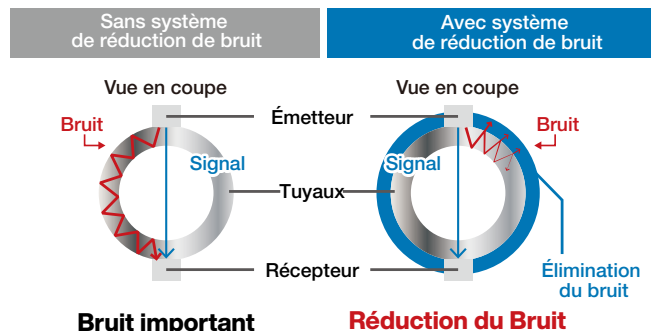 Sans système
de réduction de bruit
Avec système
de réduction de bruit
Vue en coupe
Vue en coupe
Émetteur
Bruit
Bruit
Signal
Signal
Tuyaux
Récepteur
Élimination
du bruit
Bruit important
Réduction du Bruit